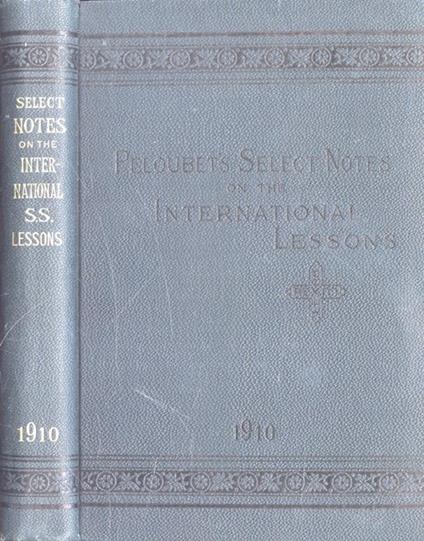 SELECT
NOTES
ON THE
INTER-
NATIONAL
S.S.
LESSONS
1910
PELOUBET'S SELECT NOTES
ON THE
INTERNATIONAL
LESSONS
1910